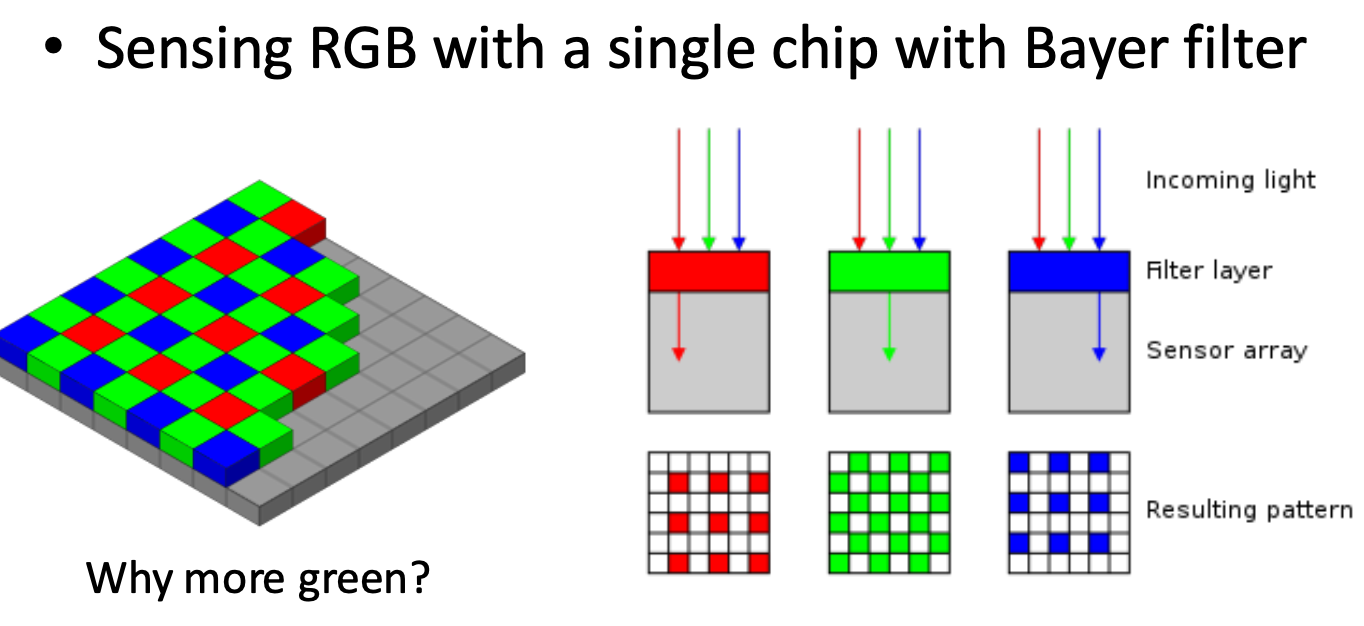 • Sensing RGB with a single chip with Bayer filter
Incoming light
Filter layer
Sensor array
Resulting pattern
Why more green?